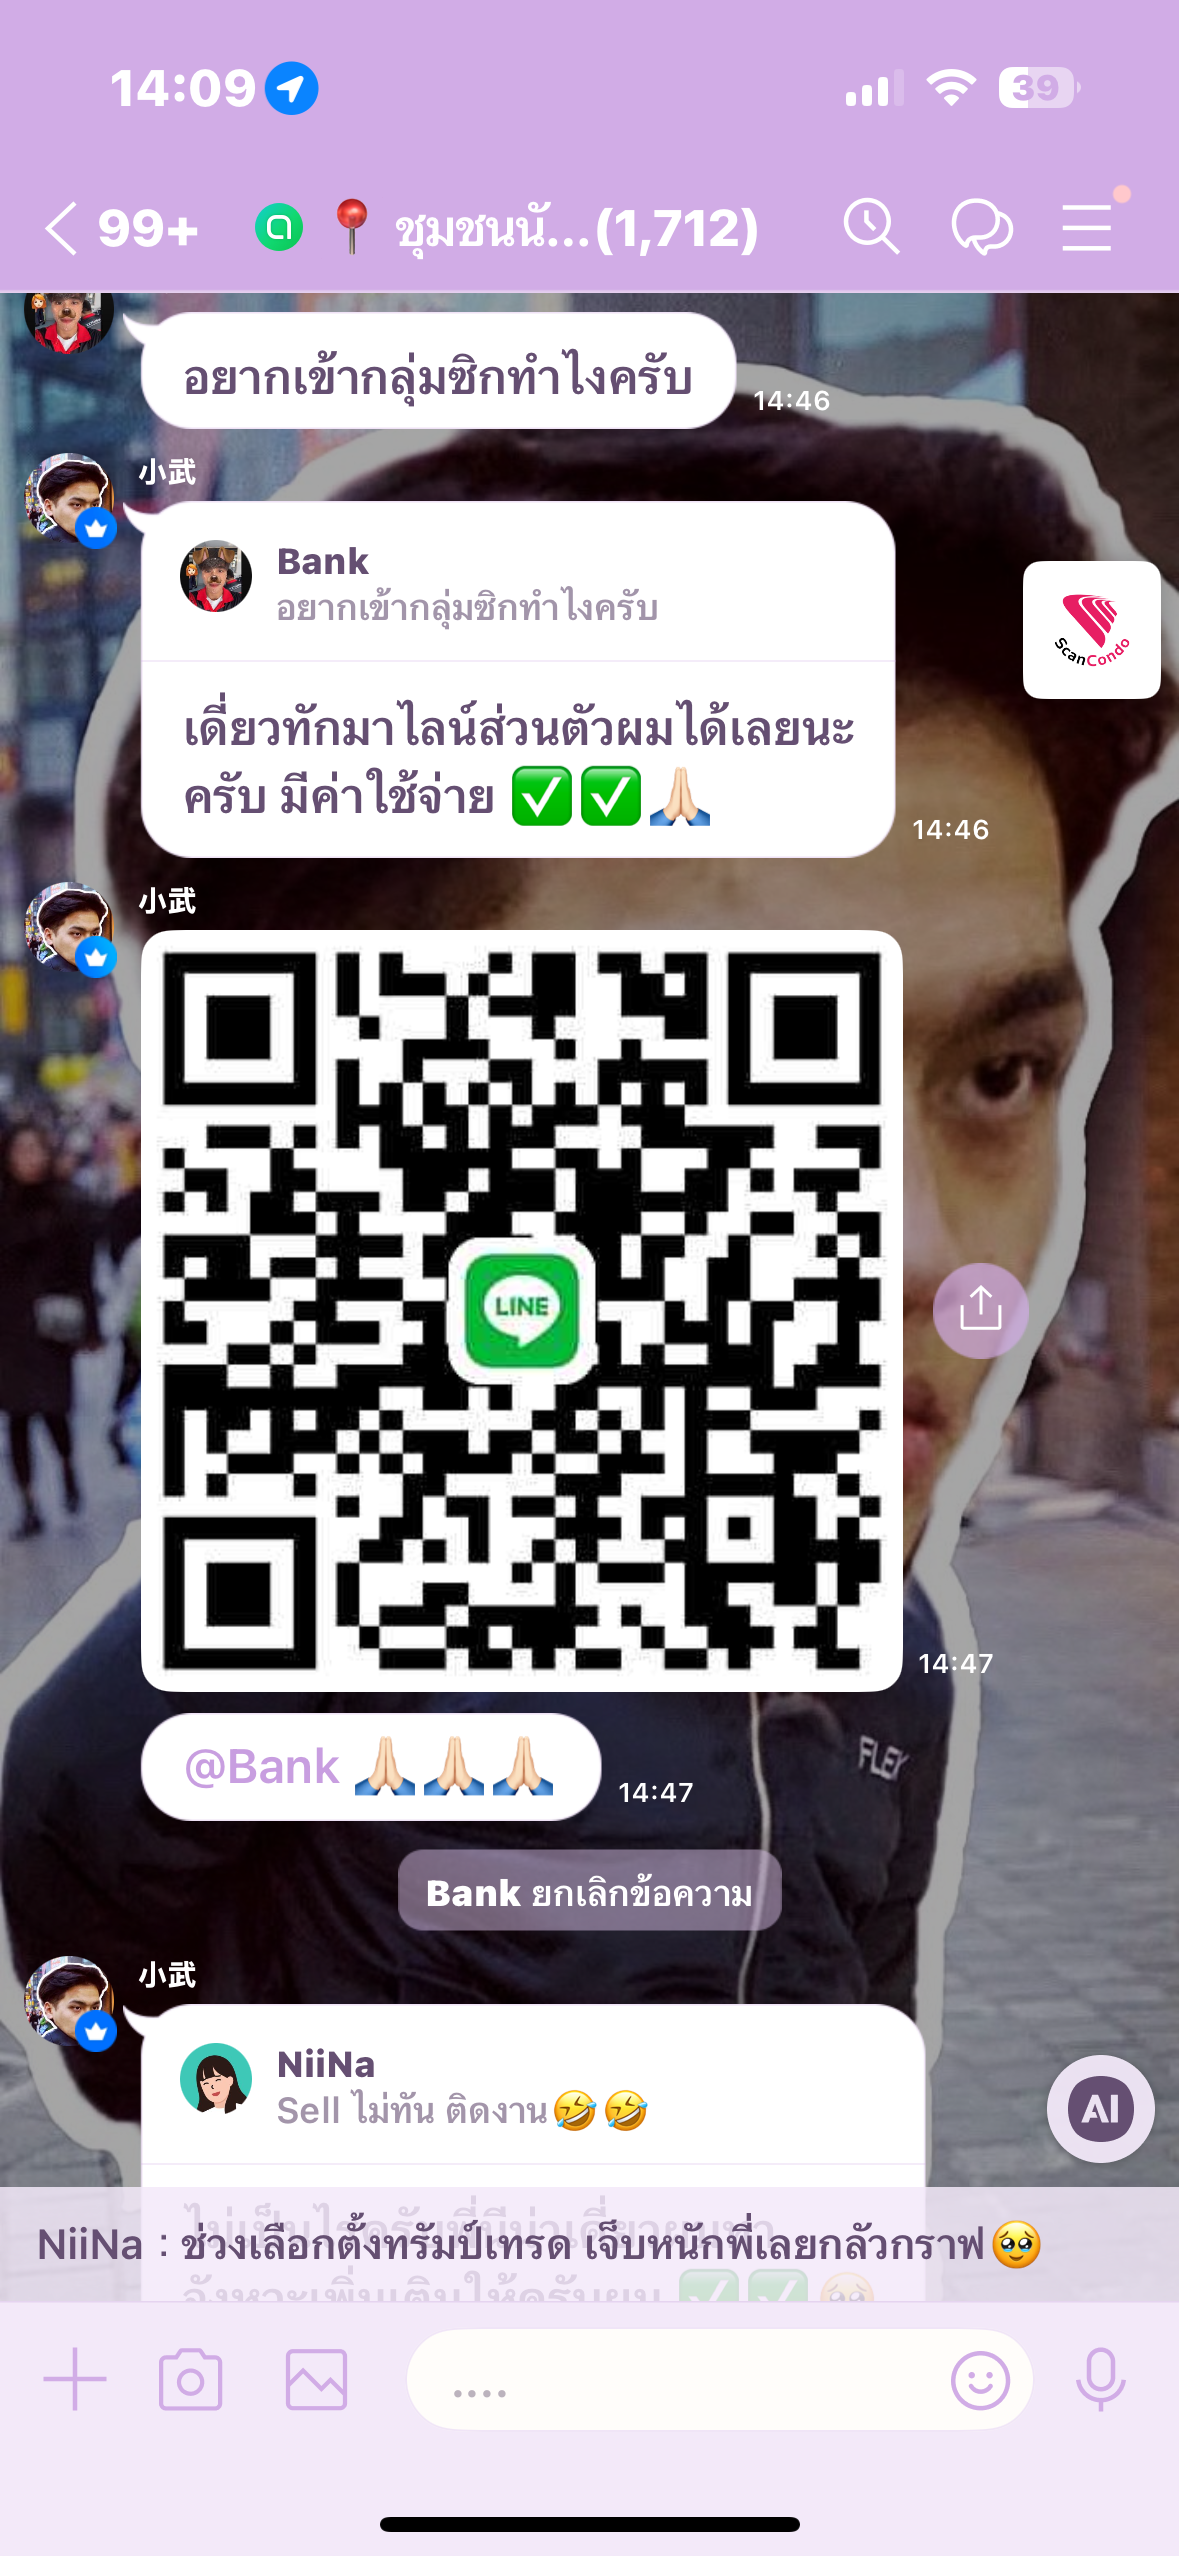 14:09
39
99+
📍 ชุมชนนั...(1,712)
อยากเข้ากลุ่มซิกทำไงครับ
14:46
小武
Bank
อยากเข้ากลุ่มซิกทำไงครับ
เดี่ยวทักมาไลน์ส่วนตัวผมได้เลยนะ
ครับ มีค่าใช้จ่าย ✅✅🙏🏻
14:46
ScanCondo
小武
LINE
14:47
@Bank 🙏🏻🙏🏻🙏🏻
14:47
FLEY
Bank ยกเลิกข้อความ
小武
NiiNa
Sell ไม่ทัน ติดงาน🤣🤣
AI
NiiNa : ช่วงเลือกตั้งทรัมป์เทรด เจ็บหนักพี่เลยกลัวกราฟ🥹
....